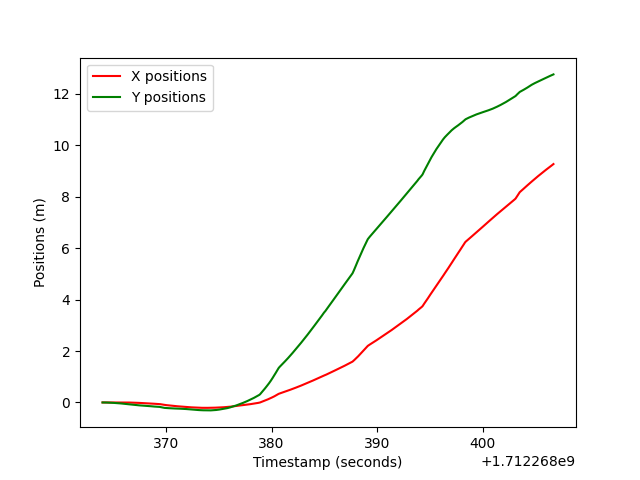 X positions
Y positions
12
10
8
6
4
2
0
Positions (m)
370
380
390
400
Timestamp (seconds)
+1.712268e9